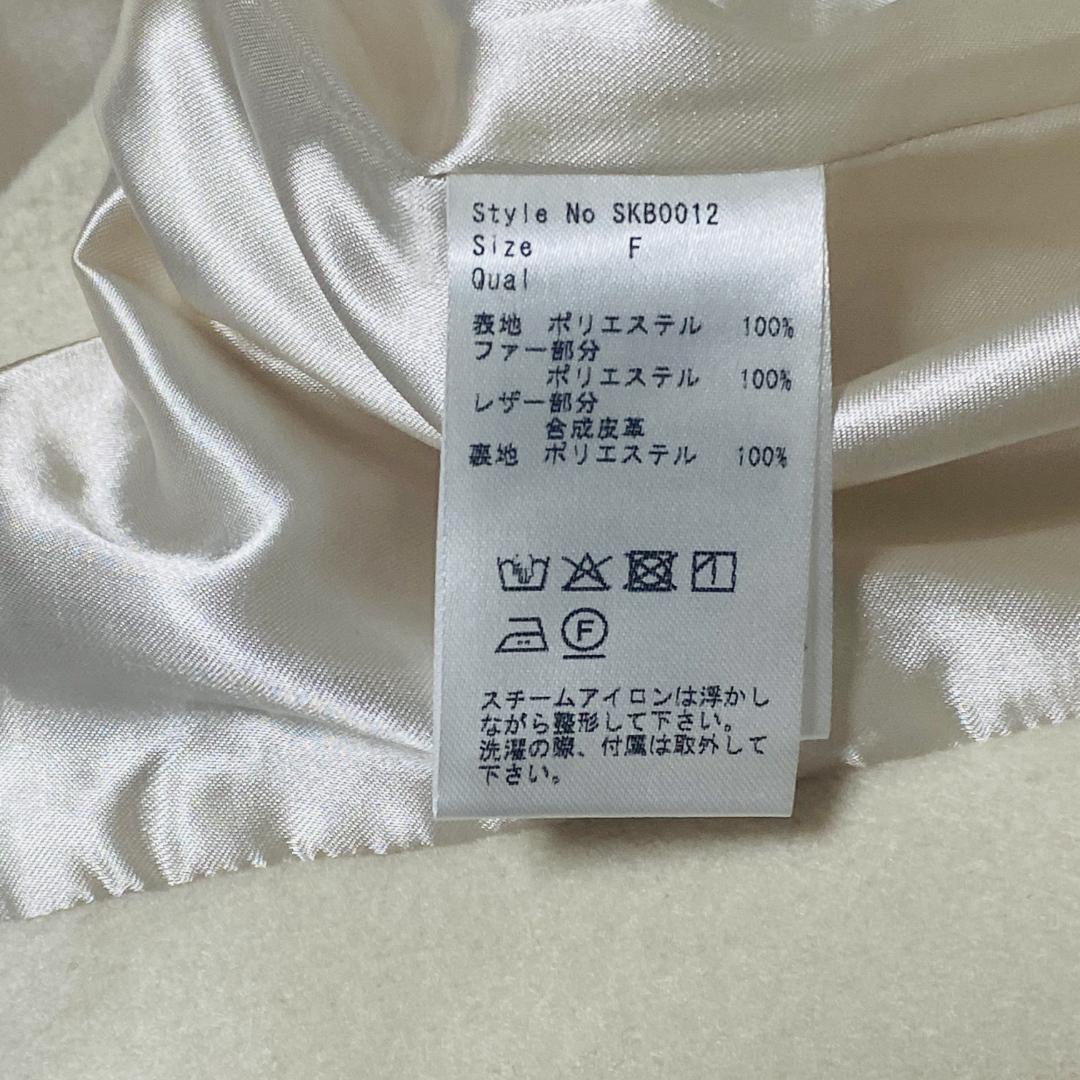 Style No SKB0012
Size F
Qual
表地 ポリエステル 100%
ファー部分
ポリエステル 100%
レザー部分
合成皮革
裏地 ポリエステル 100%
F
スチームアイロンは浮かし
ながら整形して下さい。
洗濯の際、付属は取外して
下さい。